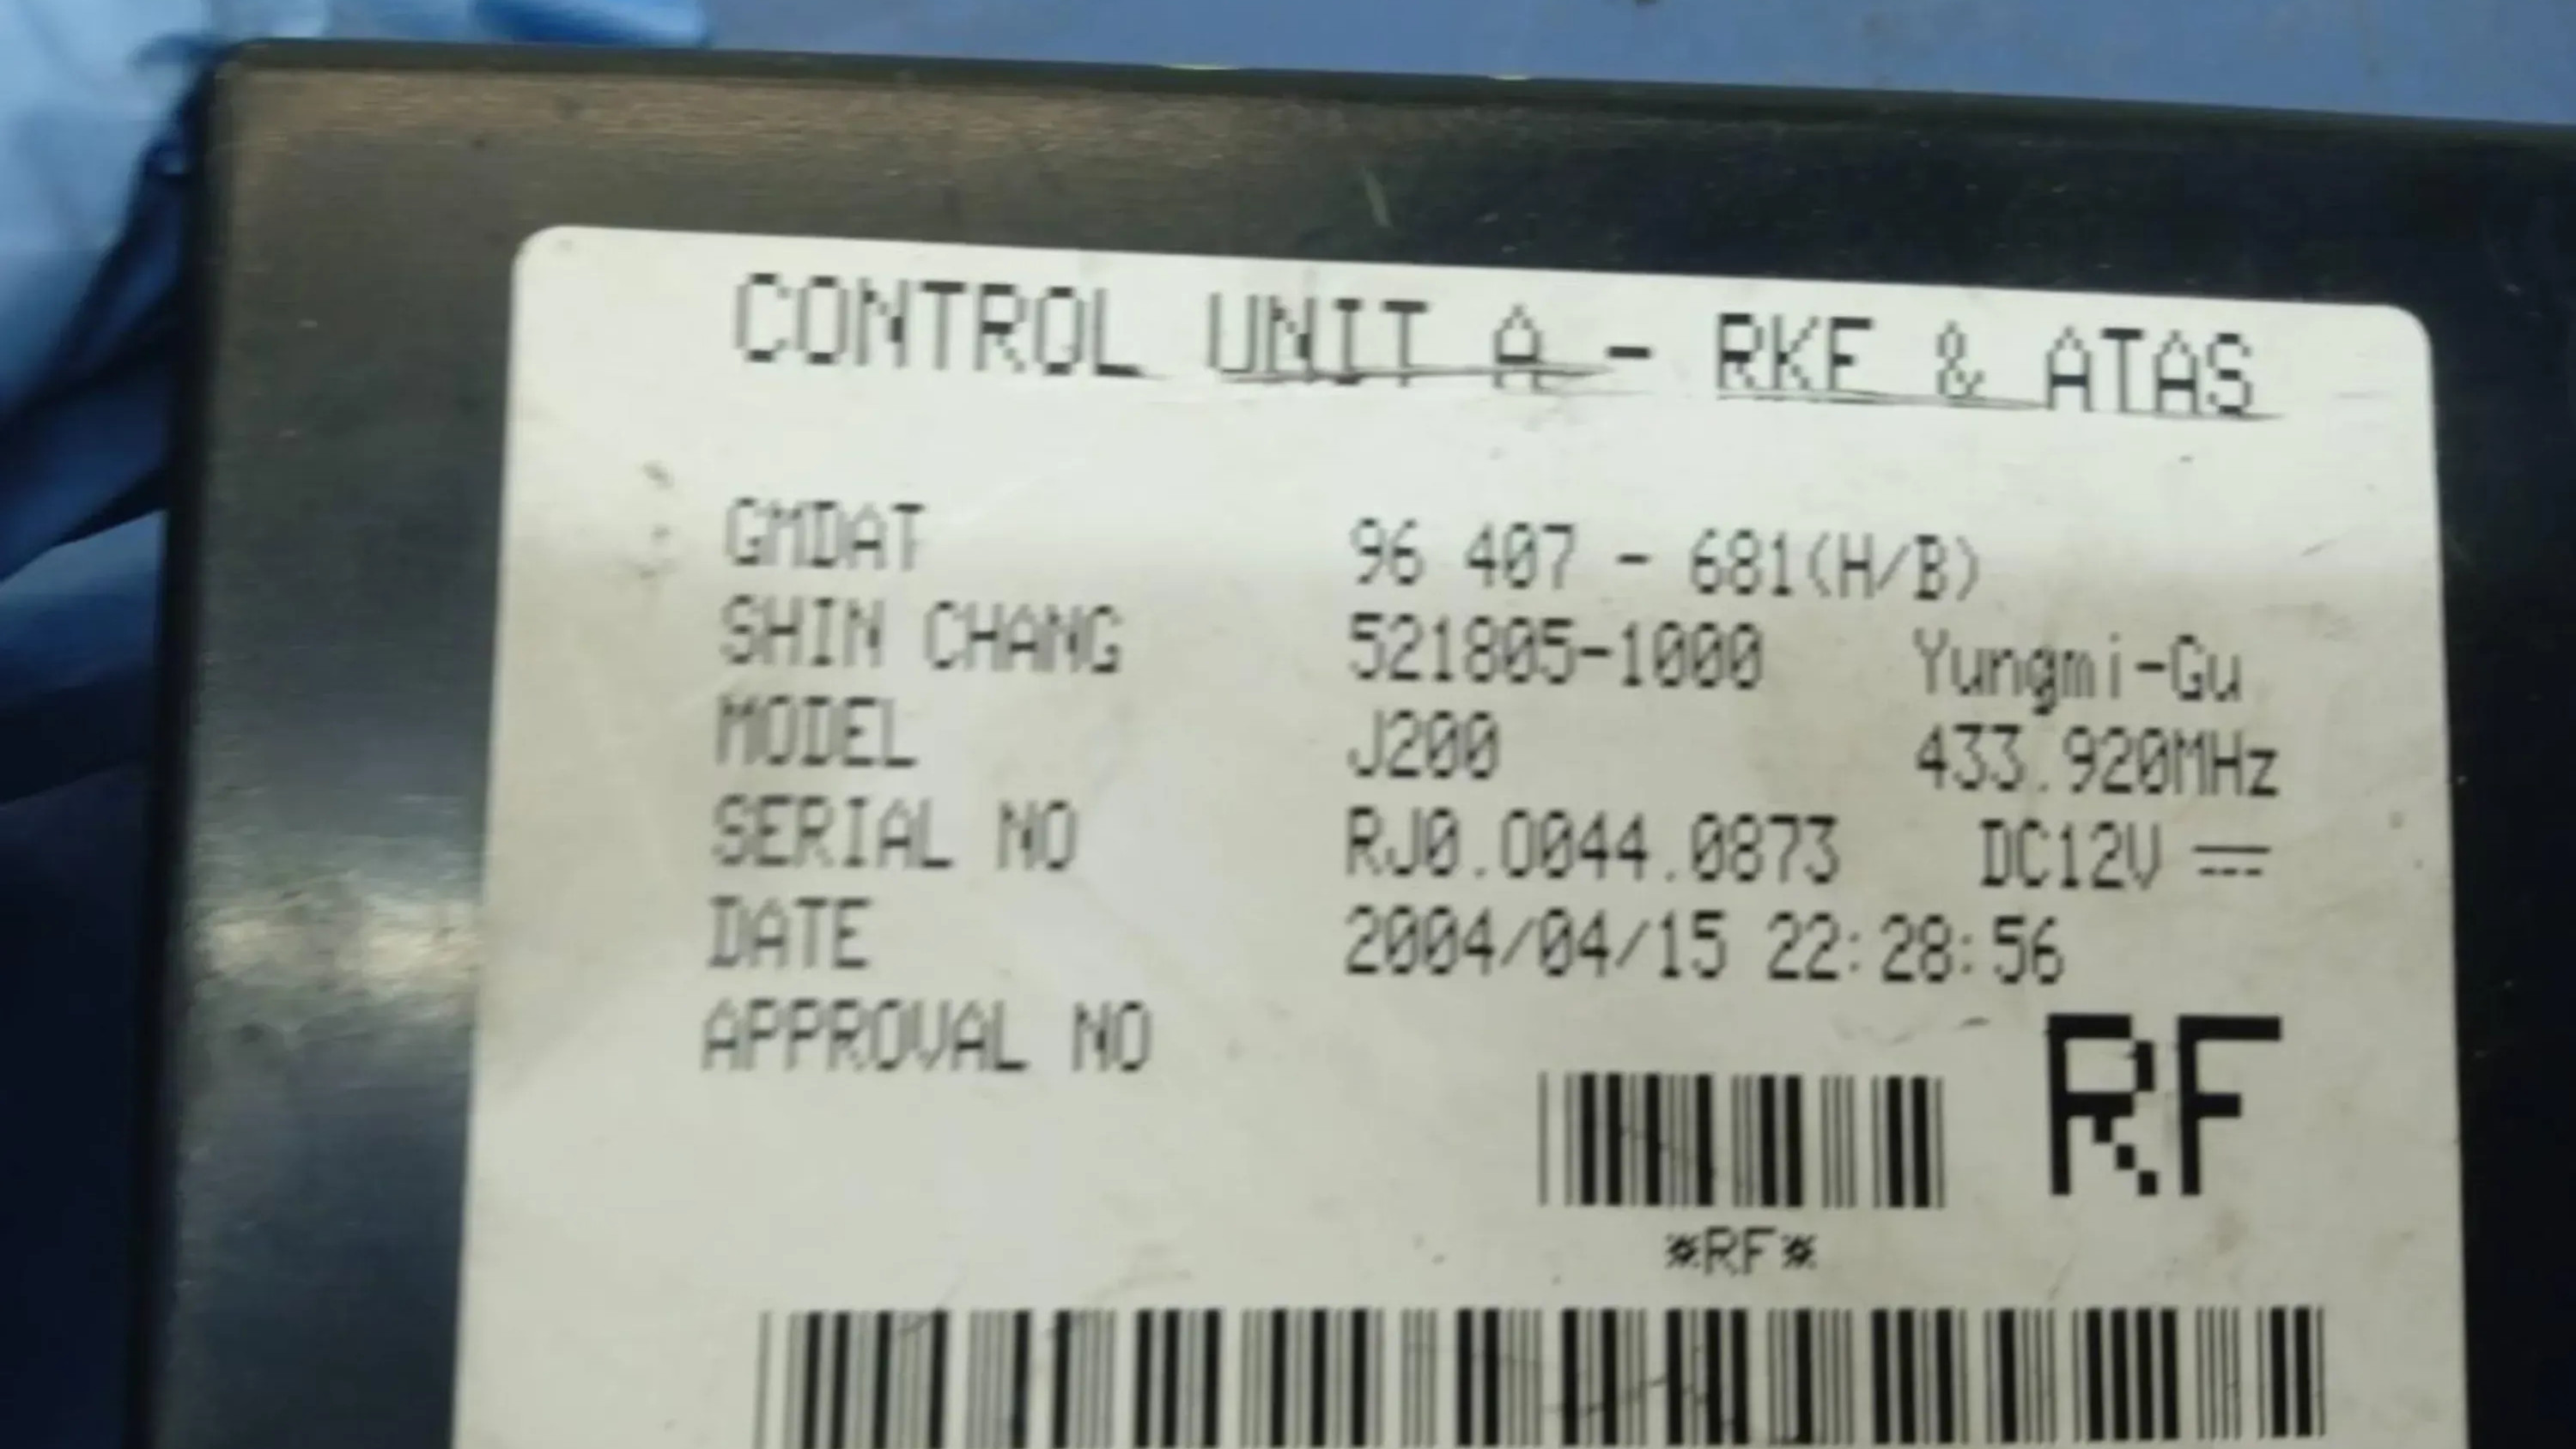 CONTROL UNIT A - RKE & ATAS
GMDAT 96 407 - 681(H/B)
SHIN CHANG 521805-1000 Yungmi-Gu
MODEL J200 433.920MHz
SERIAL NO RJ0.O044.0873 DC12V
DATE 2004/04/15 22:28:56
APPROVAL NO
RF
*RF*